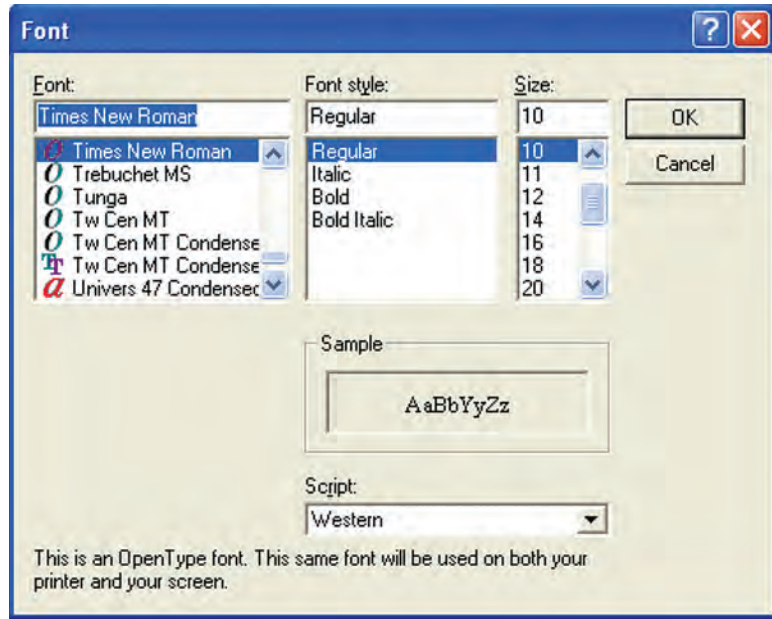 Font
Font:
Font style:
Size:
Times New Roman
Regular
10
OK
Cancel
Times New Roman
Trebuchet MS
Tunga
Tw Cen MT
Tw Cen MT Condense
Tw Cen MT Condense
Univers 47 Condensed
Regular
Italic
Bold
Bold Italic
10
11
12
14
16
18
20
Sample
AaBbYyZz
Script:
Western
This is an OpenType font. This same font will be used on both your
printer and your screen.